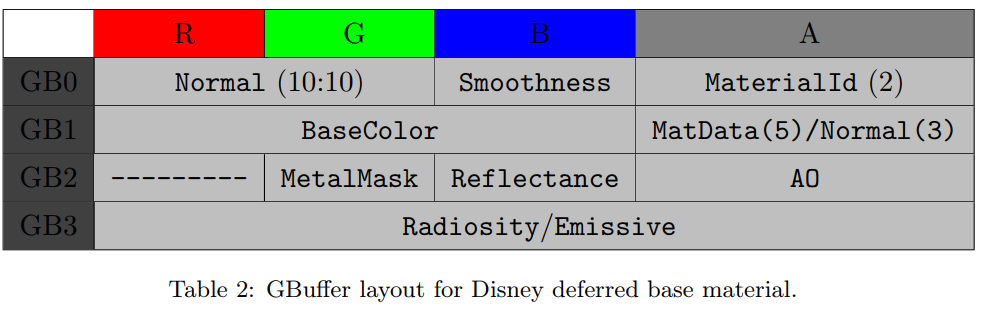 R G B A
GB0 Normal (10:10) Smoothness MaterialId (2)
GB1 BaseColor MatData(5)/Normal(3)
GB2 --------- MetalMask Reflectance AO
GB3 Radiosity/Emissive
Table 2: GBuffer layout for Disney deferred base material.